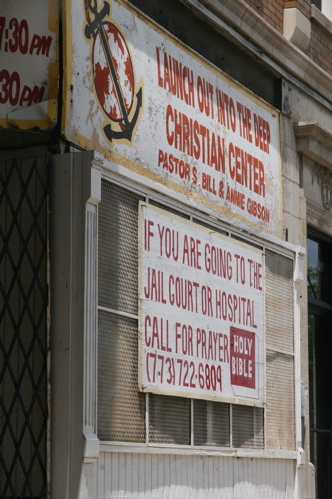 7:30 PM
30 PM
LAUNCH OUT INTO THE DEEP
CHRISTIAN CENTER
PASTOR S. BILL & ANNIE GIBSON
IF YOU ARE GOING TO THE
JAIL COURT OR HOSPITAL
CALL FOR PRAYER
(773) 722-6809
HOLY
BIBLE